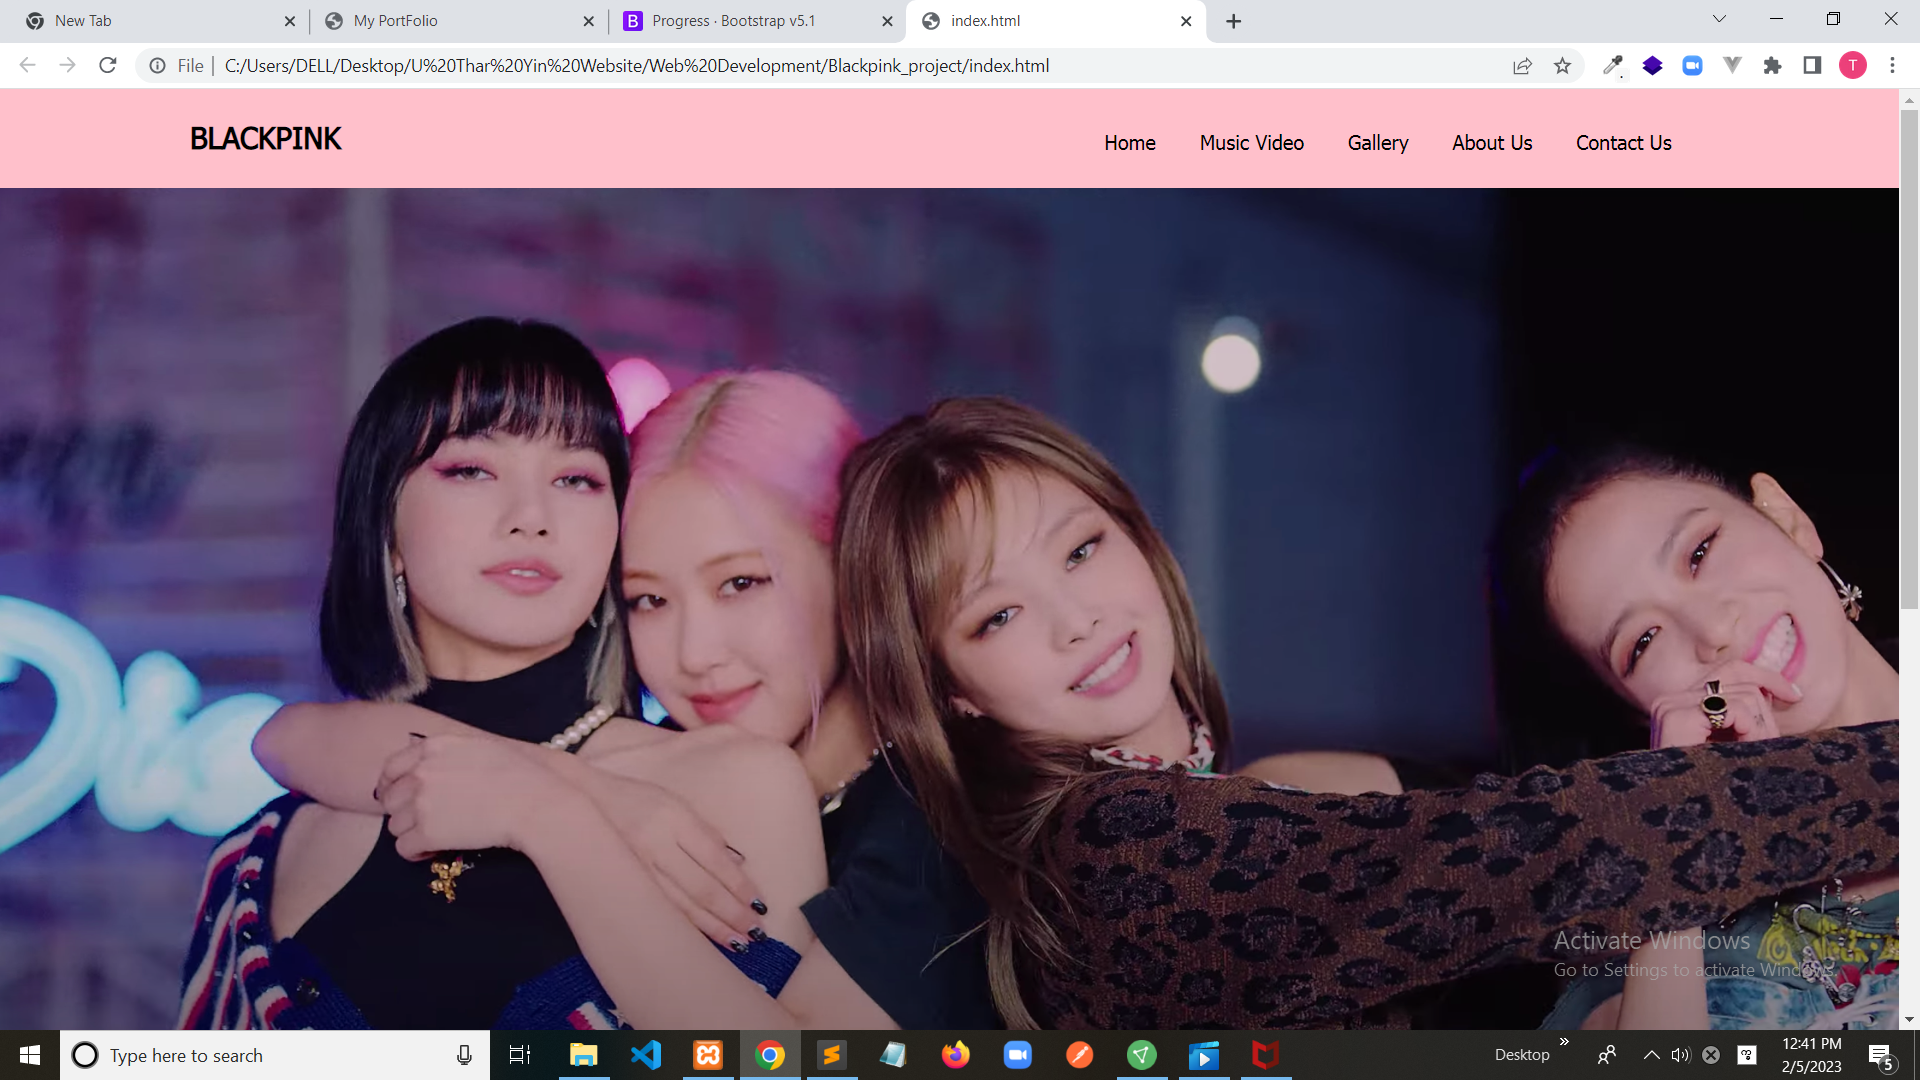 New Tab
My PortFolio
Progress · Bootstrap v5.1
index.html
File
C:/Users/DELL/Desktop/U%20Thar%20Yin%20Website/Web%20Development/Blackpink_project/index.html
T
BLACKPINK
Home
Music Video
Gallery
About Us
Contact Us
Activate Windows
Go to Settings to activate Windows.
Type here to search
Desktop
12:41 PM
2/5/2023
5